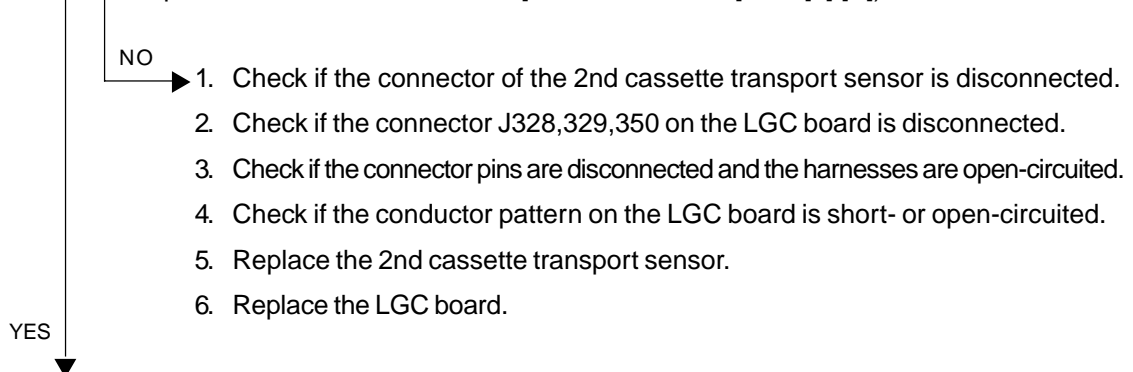 NO
1. Check if the connector of the 2nd cassette transport sensor is disconnected.
2. Check if the connector J328,329,350 on the LGC board is disconnected.
3. Check if the connector pins are disconnected and the harnesses are open-circuited.
4. Check if the conductor pattern on the LGC board is short- or open-circuited.
5. Replace the 2nd cassette transport sensor.
6. Replace the LGC board.
YES